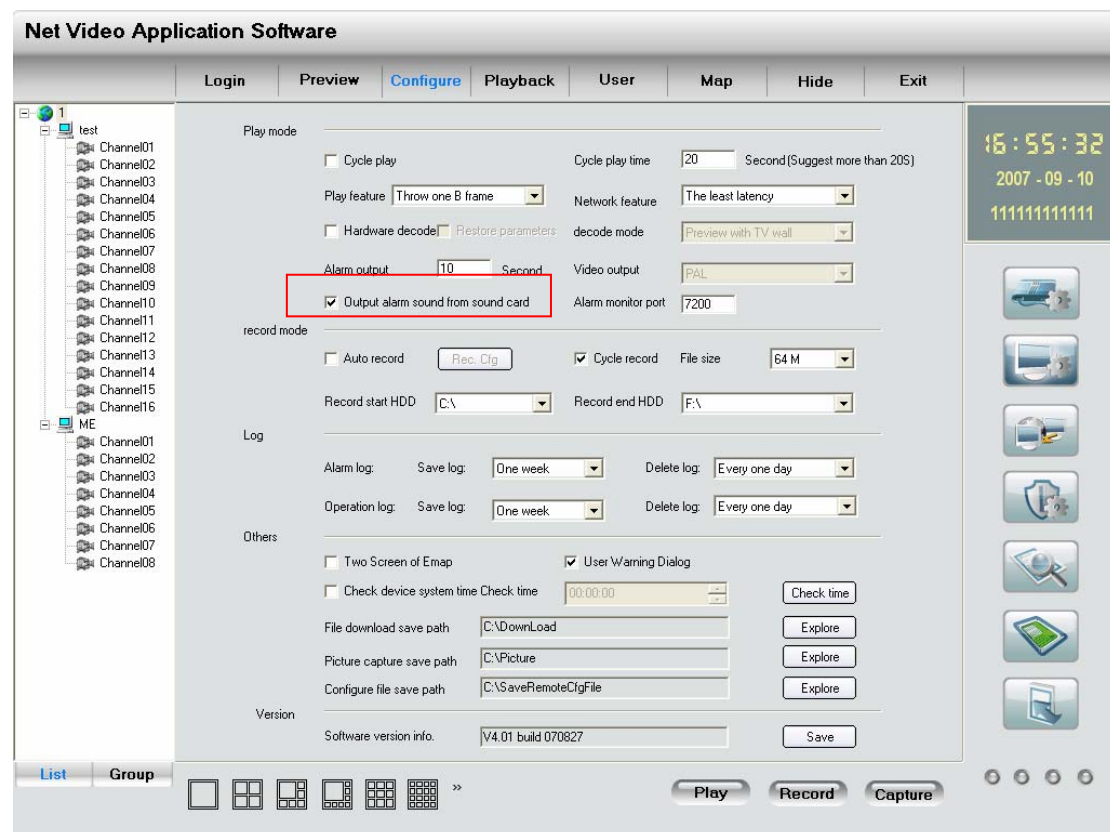 Net Video Application Software
Login Preview Configure Playback User Map Hide Exit
1
test
Channel01
Channel02
Channel03
Channel04
Channel05
Channel06
Channel07
Channel08
Channel09
Channel10
Channel11
Channel12
Channel13
Channel14
Channel15
Channel16
ME
Channel01
Channel02
Channel03
Channel04
Channel05
Channel06
Channel07
Channel08
List Group
Play mode
Cycle play Cycle play time 20 Second(Suggest more than 20S)
Play feature Throw one B frame Network feature The least latency
Hardware decode Restore parameters decode mode Preview with TV wall
Alarm output 10 Second Video output PAL
Output alarm sound from sound card Alarm monitor port 7200
record mode
Auto record Rec. Cfg Cycle record File size 64 M
Record start HDD C:\ Record end HDD F:\
Log
Alarm log: Save log: One week Delete log: Every one day
Operation log: Save log: One week Delete log: Every one day
Others
Two Screen of Emap User Warning Dialog
Check device system time Check time 00:00:00 Check time
File download save path C:\DownLoad Explore
Picture capture save path C:\Picture Explore
Configure file save path C:\SaveRemoteCfgFile Explore
Version
Software version info. V4.01 build 070827 Save
» Play Record Capture
16:55:32
2007 - 09 - 10
111111111111